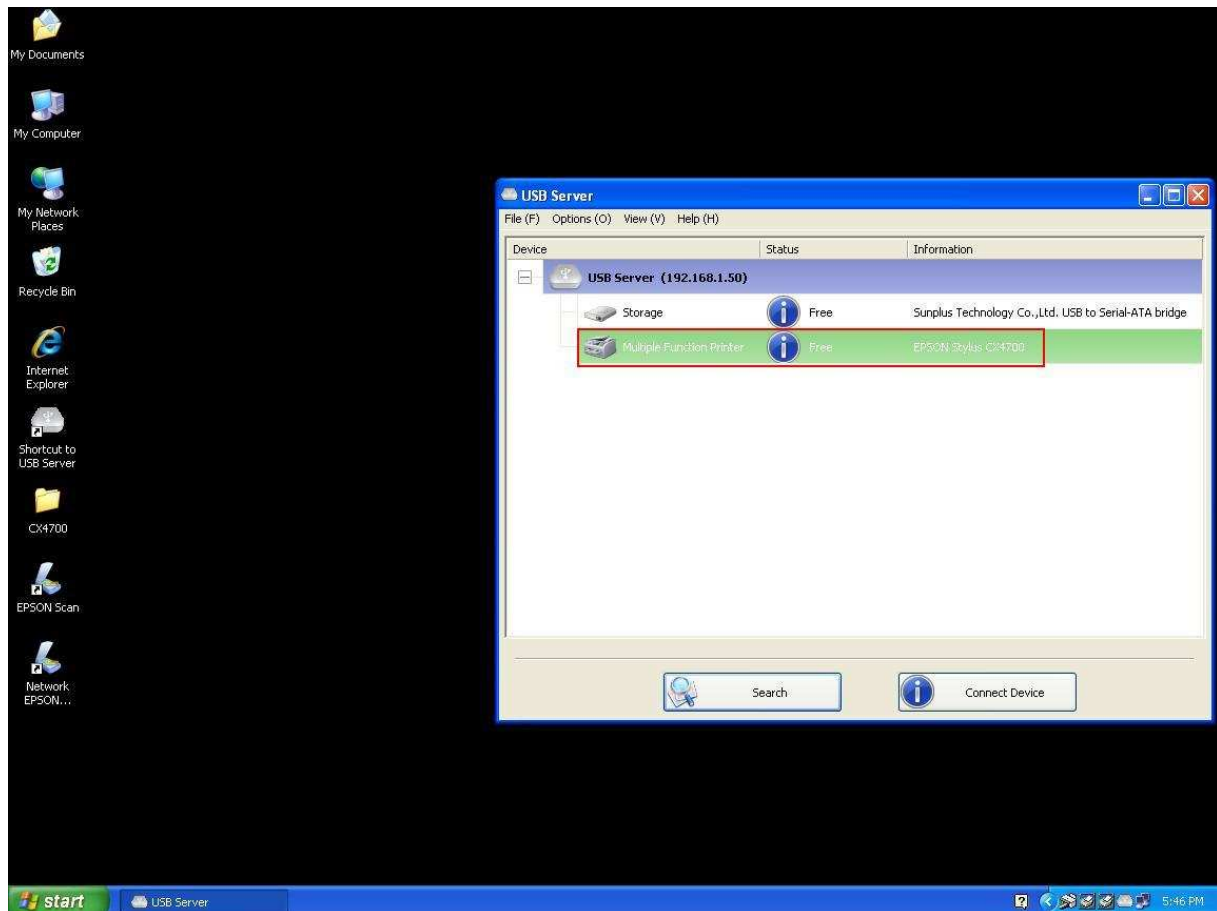 My Documents
My Computer
My Network
Places
Recycle Bin
Internet
Explorer
Shortcut to
USB Server
CX4700
EPSON Scan
Network
EPSON...
USB Server
File (F) Options (O) View (V) Help (H)
Device Status Information
USB Server (192.168.1.50)
Storage Free Sunplus Technology Co.,Ltd. USB to Serial-ATA bridge
Multiple Function Printer Free EPSON Stylus CX4700
Search Connect Device
start USB Server 5:46 PM